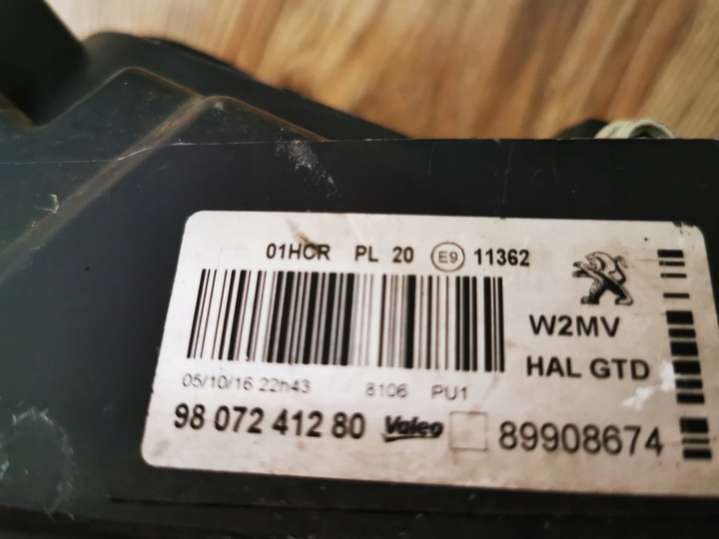 01HCR PL 20 E9 11362
W2MV
HAL GTD
05/10/16 22h43 8106 PU1
98 072 412 80 Valeo 89908674